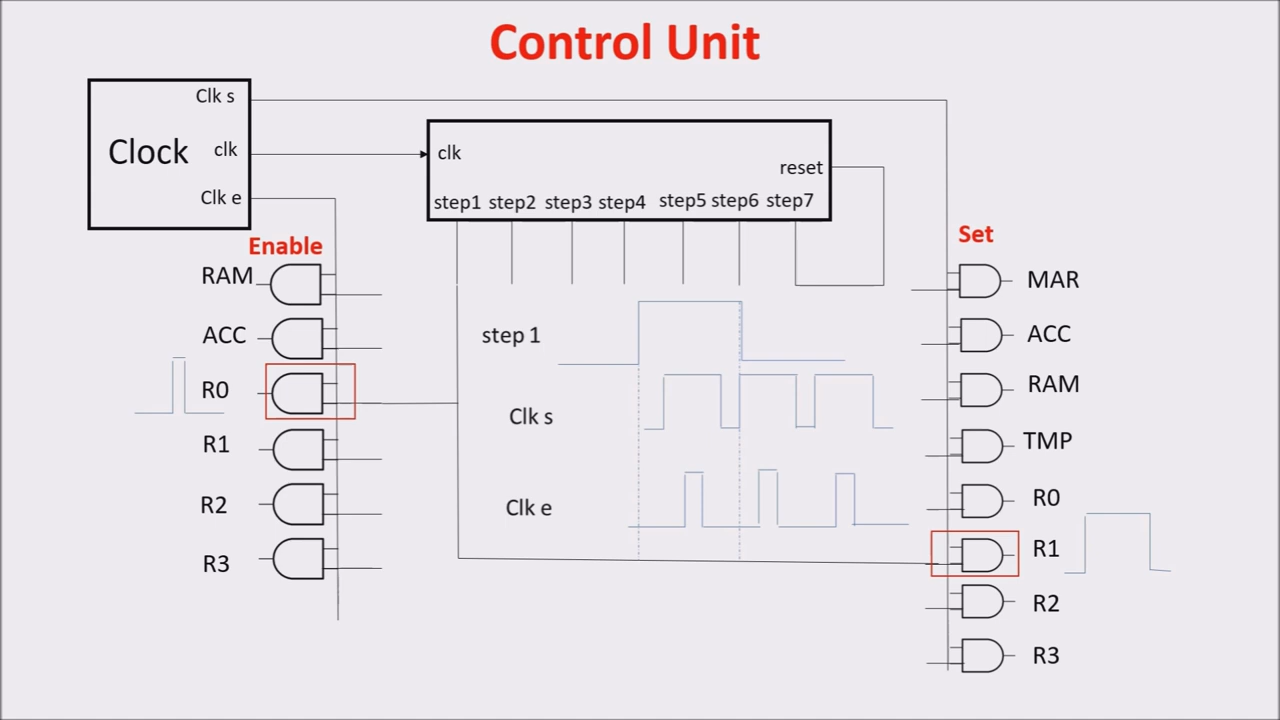 Control Unit
Clk s
Clock
clk
Clk e
clk
reset
step1 step2 step3 step4 step5 step6 step7
Enable
RAM
ACC
R0
R1
R2
R3
step 1
Clk s
Clk e
Set
MAR
ACC
RAM
TMP
R0
R1
R2
R3